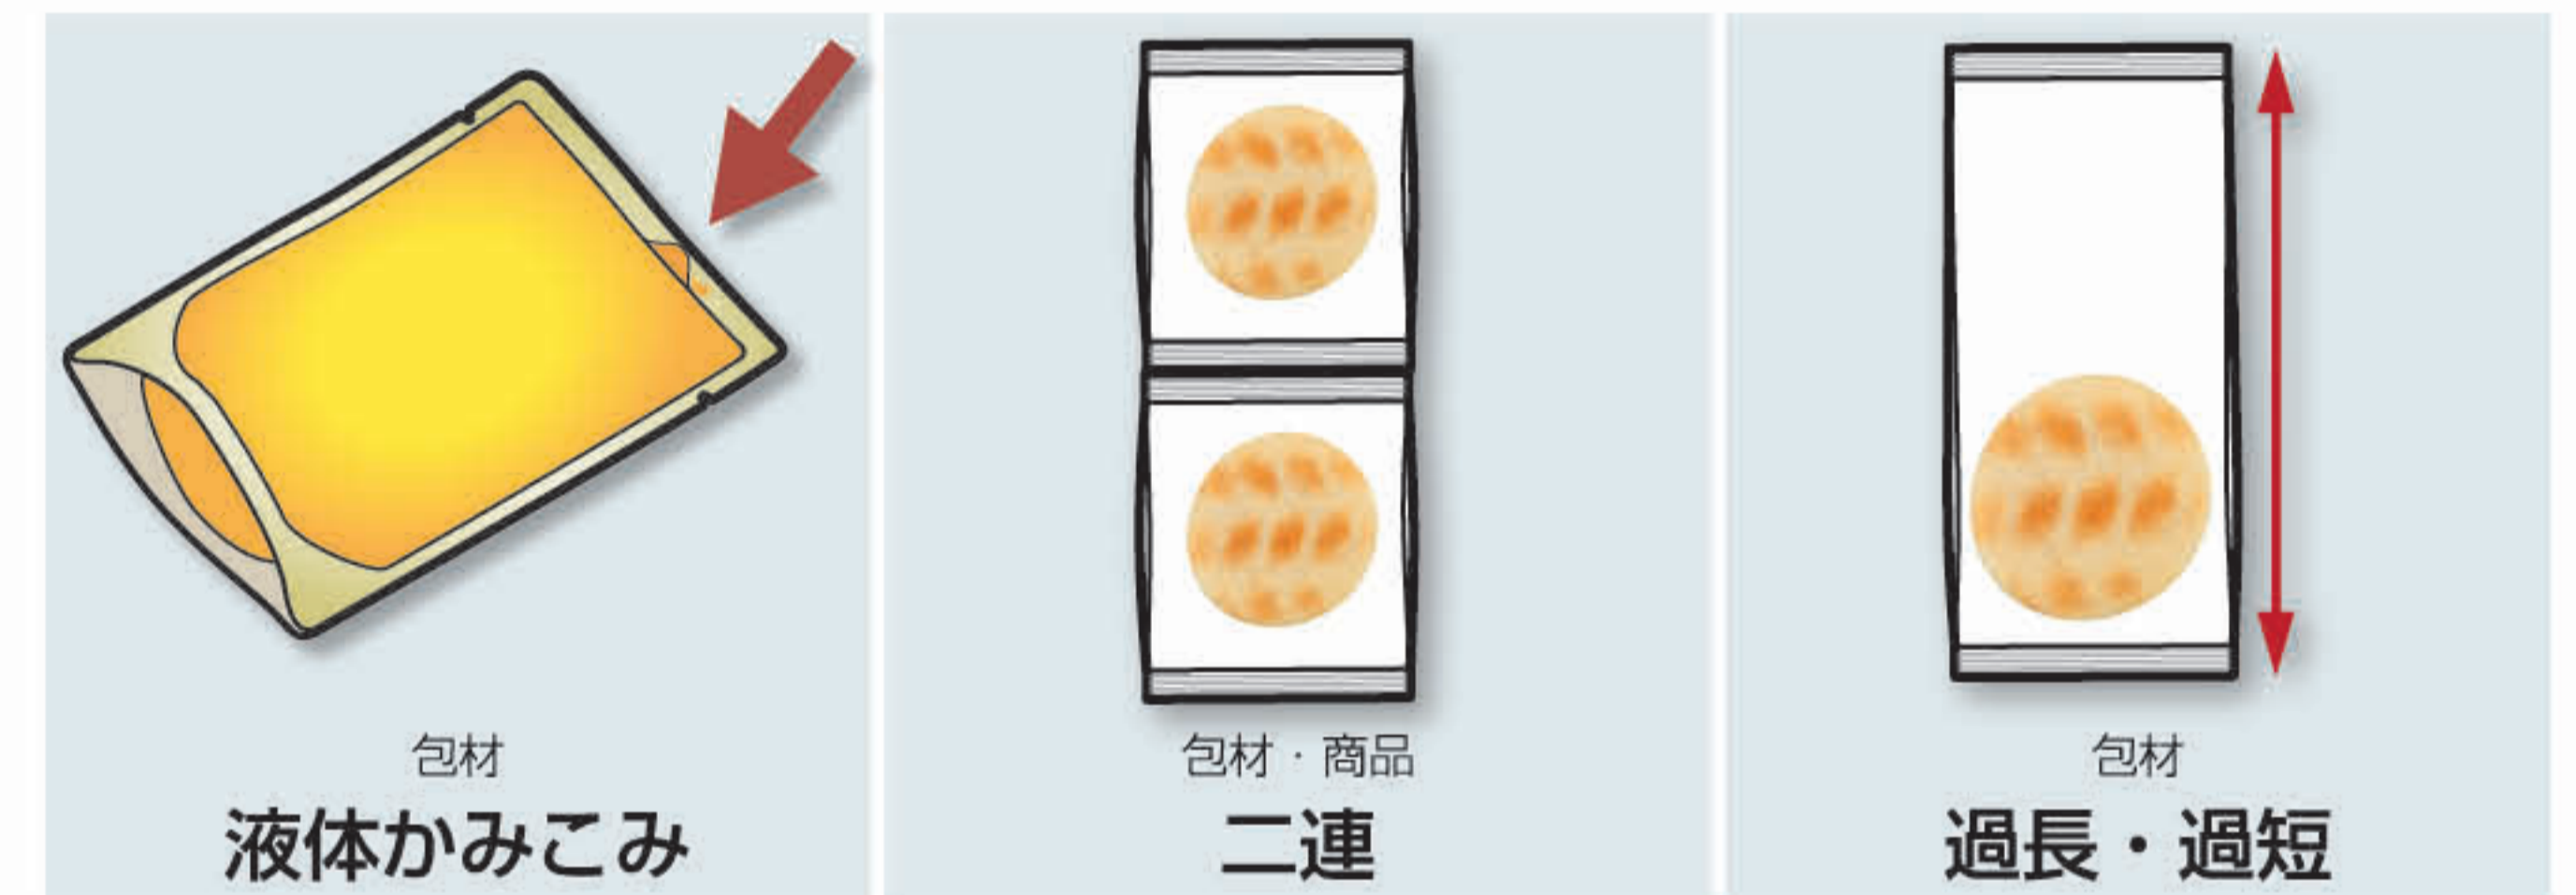 包材
液体かみこみ
包材・商品
二連
包材
過長・過短